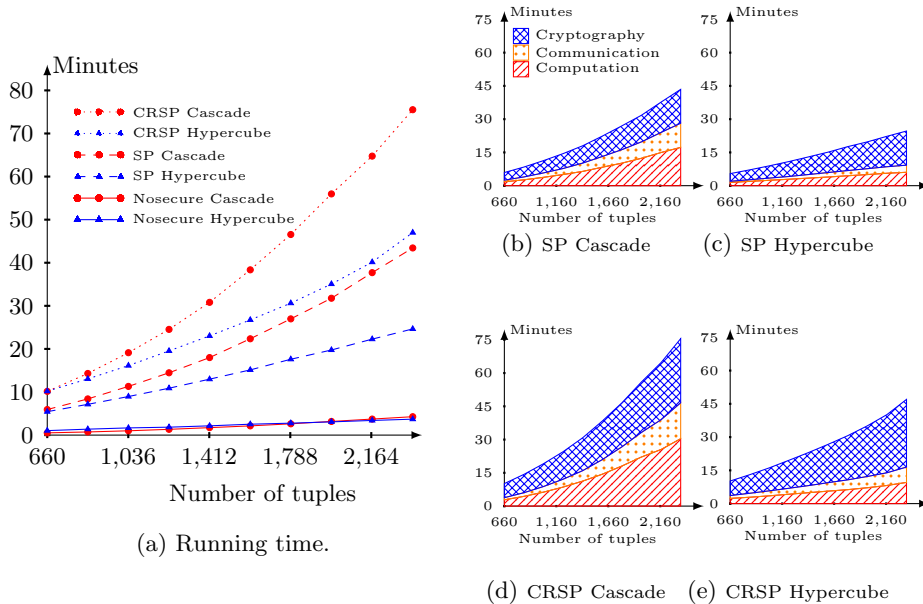 Minutes
80
70
60
50
40
30
20
10
0
660 1,036 1,412 1,788 2,164
Number of tuples
CRSP Cascade
CRSP Hypercube
SP Cascade
SP Hypercube
Nosecure Cascade
Nosecure Hypercube
(a) Running time.
Minutes
75
60
45
30
15
0
660 1,160 1,660 2,160
Number of tuples
Cryptography
Communication
Computation
(b) SP Cascade
Minutes
75
60
45
30
15
0
660 1,160 1,660 2,160
Number of tuples
(c) SP Hypercube
Minutes
75
60
45
30
15
0
660 1,160 1,660 2,160
Number of tuples
(d) CRSP Cascade
Minutes
75
60
45
30
15
0
660 1,160 1,660 2,160
Number of tuples
(e) CRSP Hypercube